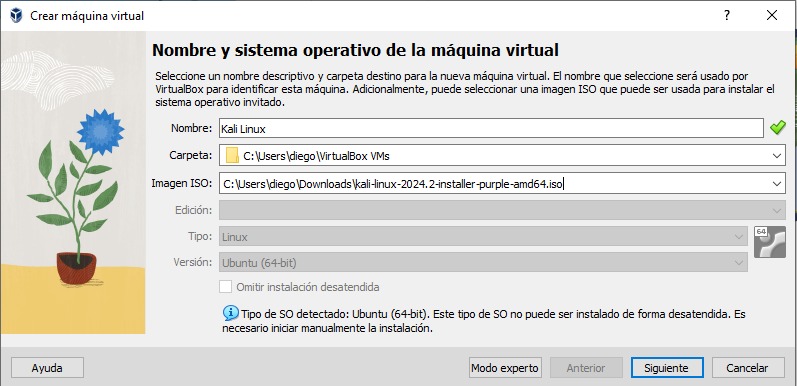 Crear máquina virtual
Nombre y sistema operativo de la máquina virtual
Seleccione un nombre descriptivo y carpeta destino para la nueva máquina virtual. El nombre que seleccione será usado por
VirtualBox para identificar esta máquina. Adicionalmente, puede seleccionar una imagen ISO que puede ser usada para instalar el
sistema operativo invitado.
Nombre: Kali Linux
Carpeta: C:\Users\diego\VirtualBox VMs
Imagen ISO: C:\Users\diego\Downloads\kali-linux-2024.2-installer-purple-amd64.iso
Edición:
Tipo: Linux
64
Versión: Ubuntu (64-bit)
Omitir instalación desatendida
Tipo de SO detectado: Ubuntu (64-bit). Este tipo de SO no puede ser instalado de forma desatendida. Es
necesario iniciar manualmente la instalación.
Ayuda Modo experto Anterior Siguiente Cancelar